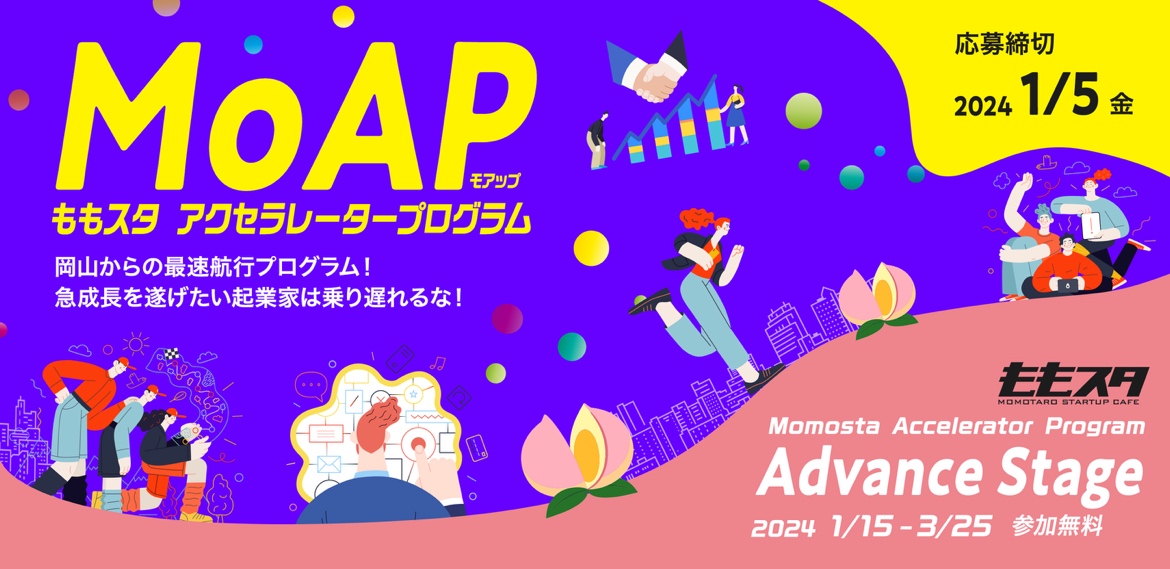 MoAP
モアップ
ももスタ アクセラレータープログラム
岡山からの最速航行プログラム！
急成長を遂げたい起業家は乗り遅れるな！
応募締切
2024 1/5 金
ももスタ
MOMOTARO STARTUP CAFE
Momosta Accelerator Program
Advance Stage
2024 1/15 – 3/25 参加無料